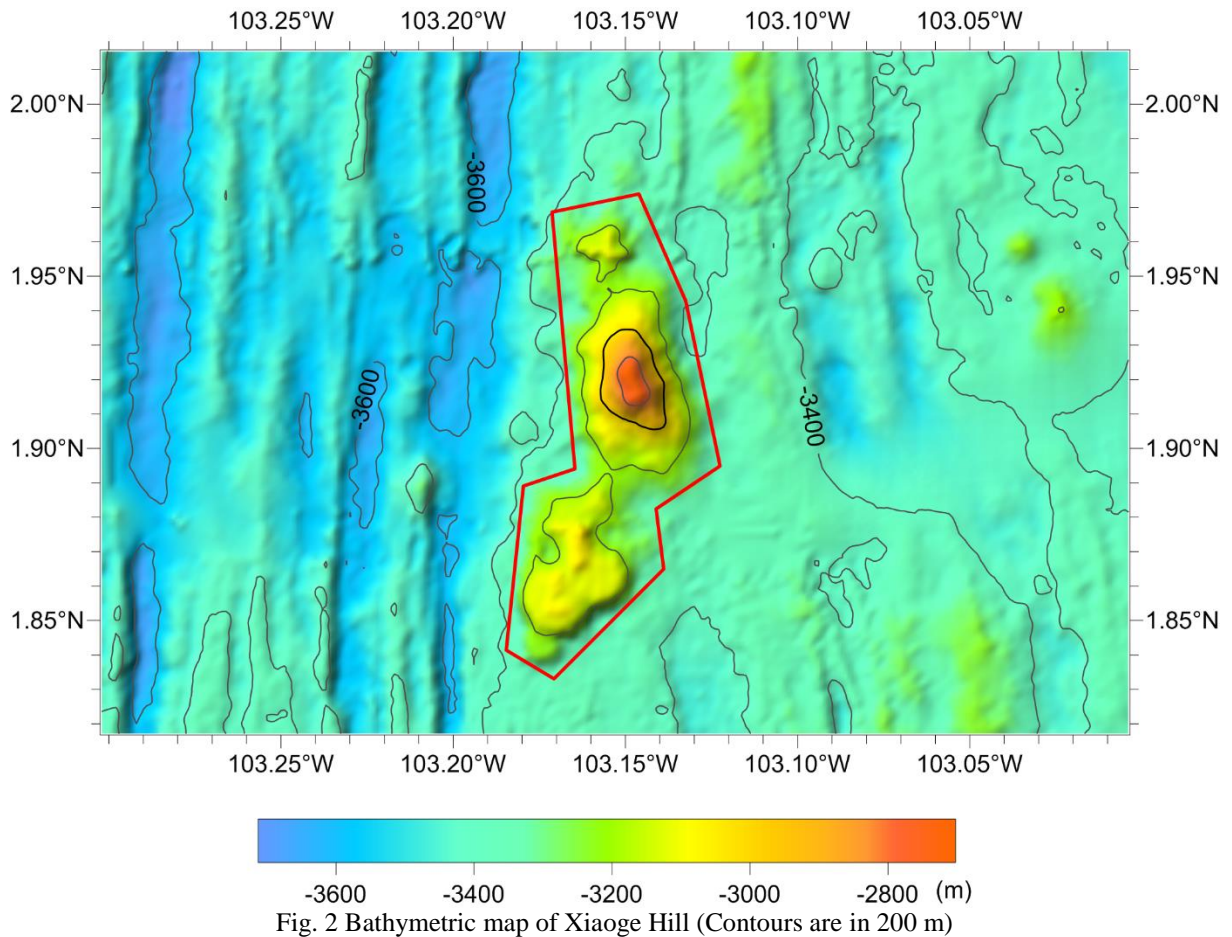 103.25°W 103.20°W 103.15°W 103.10°W 103.05°W
2.00°N 2.00°N
-3600
1.95°N 1.95°N
-3600
-3400
1.90°N 1.90°N
1.85°N 1.85°N
103.25°W 103.20°W 103.15°W 103.10°W 103.05°W
-3600 -3400 -3200 -3000 -2800 (m)
Fig. 2 Bathymetric map of Xiaoge Hill (Contours are in 200 m)